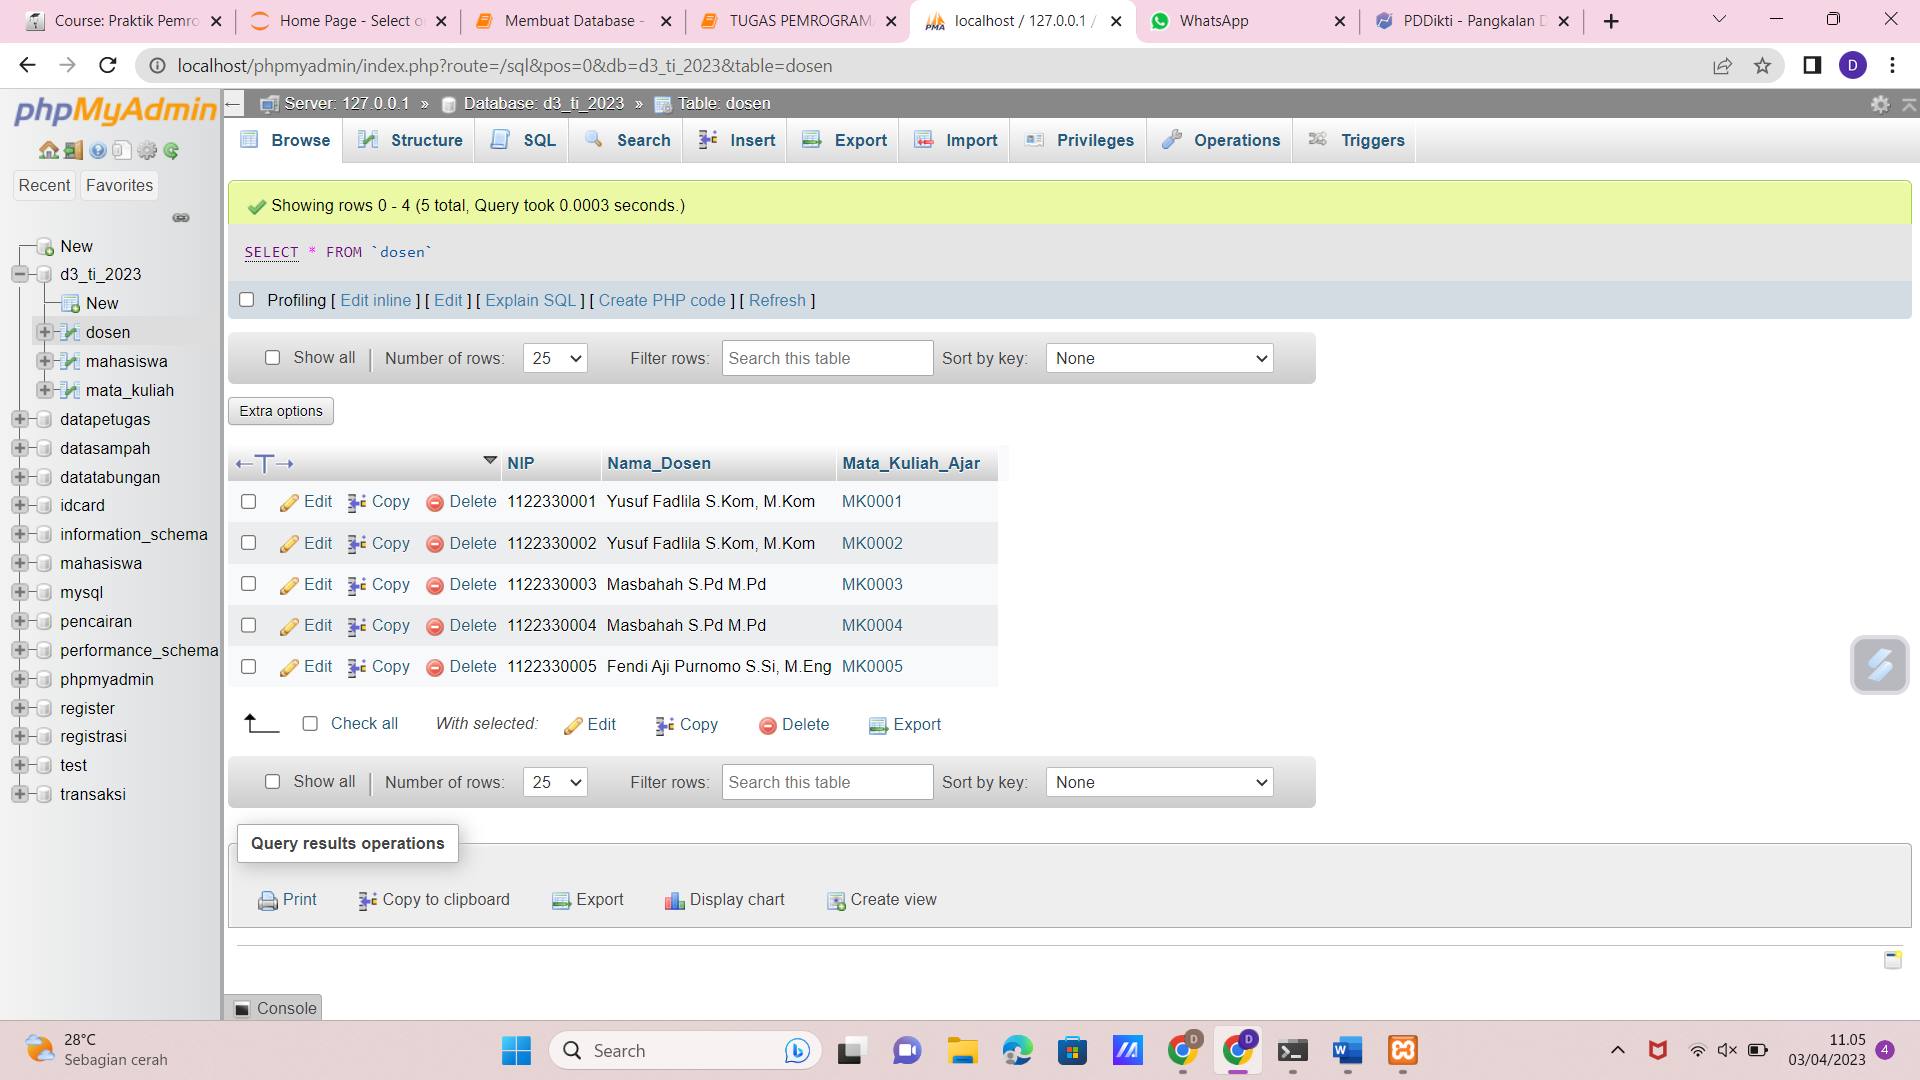 Course: Praktik Pemro
Home Page - Select o
Membuat Database -
TUGAS PEMROGRAM
localhost / 127.0.0.1 /
WhatsApp
PDDikti - Pangkalan D
localhost/phpmyadmin/index.php?route=/sql&pos=0&db=d3_ti_2023&table=dosen
D
phpMyAdmin
Recent
Favorites
New
d3_ti_2023
New
dosen
mahasiswa
mata_kuliah
datapetugas
datasampah
datatabungan
idcard
information_schema
mahasiswa
mysql
pencairan
performance_schema
phpmyadmin
register
registrasi
test
transaksi
Server: 127.0.0.1 » Database: d3_ti_2023 » Table: dosen
Browse Structure SQL Search Insert Export Import Privileges Operations Triggers
Showing rows 0 - 4 (5 total, Query took 0.0003 seconds.)
SELECT * FROM `dosen`
Profiling [ Edit inline ] [ Edit ] [ Explain SQL ] [ Create PHP code ] [ Refresh ]
Show all Number of rows: 25 Filter rows: Search this table Sort by key: None
Extra options
←T→ NIP Nama_Dosen Mata_Kuliah_Ajar
Edit Copy Delete 1122330001 Yusuf Fadlila S.Kom, M.Kom MK0001
Edit Copy Delete 1122330002 Yusuf Fadlila S.Kom, M.Kom MK0002
Edit Copy Delete 1122330003 Masbahah S.Pd M.Pd MK0003
Edit Copy Delete 1122330004 Masbahah S.Pd M.Pd MK0004
Edit Copy Delete 1122330005 Fendi Aji Purnomo S.Si, M.Eng MK0005
Check all With selected: Edit Copy Delete Export
Show all Number of rows: 25 Filter rows: Search this table Sort by key: None
Query results operations
Print Copy to clipboard Export Display chart Create view
Console
28°C
Sebagian cerah
Search
11.05
03/04/2023
4